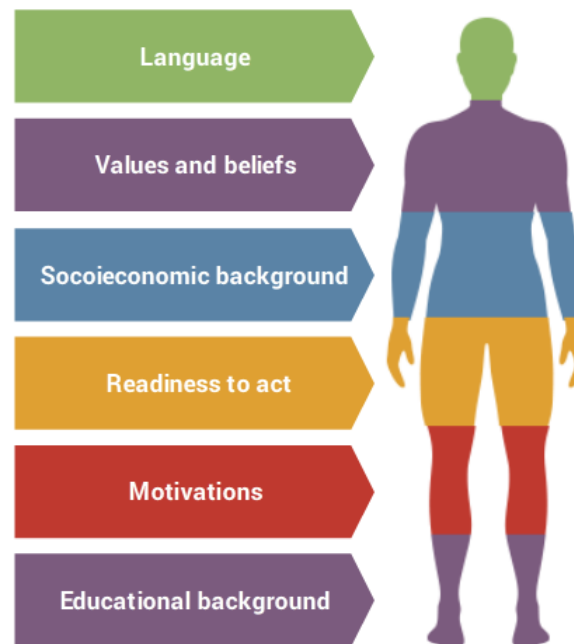 Language
Values and beliefs
Socoieconomic background
Readiness to act
Motivations
Educational background